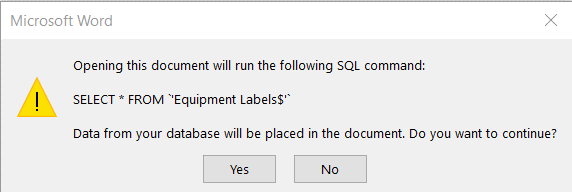 Microsoft Word
Opening this document will run the following SQL command:
SELECT * FROM `'Equipment Labels$'`
Data from your database will be placed in the document. Do you want to continue?
Yes No